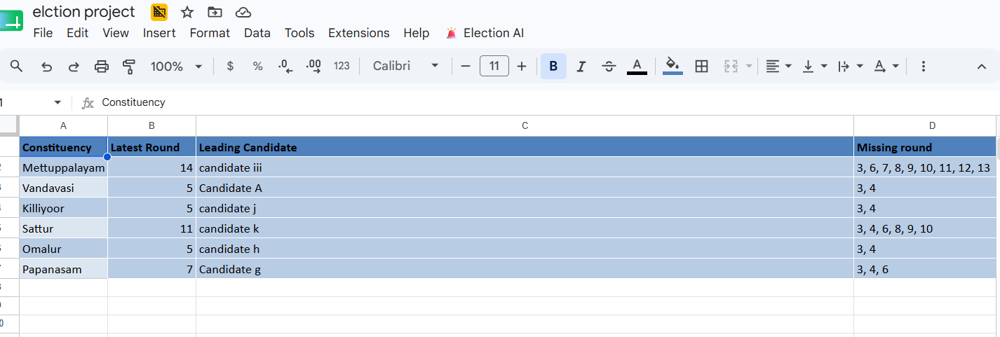 elction project
File Edit View Insert Format Data Tools Extensions Help Election AI
100% $ % .0 .00 123 Calibri 11 B I A A
1 fx Constituency
A B C D
Constituency Latest Round Leading Candidate Missing round
Mettuppalayam 14 candidate iii 3, 6, 7, 8, 9, 10, 11, 12, 13
Vandavasi 5 Candidate A 3, 4
Killiyoor 5 candidate j 3, 4
Sattur 11 candidate k 3, 4, 6, 8, 9, 10
Omalur 5 candidate h 3, 4
Papanasam 7 Candidate g 3, 4, 6